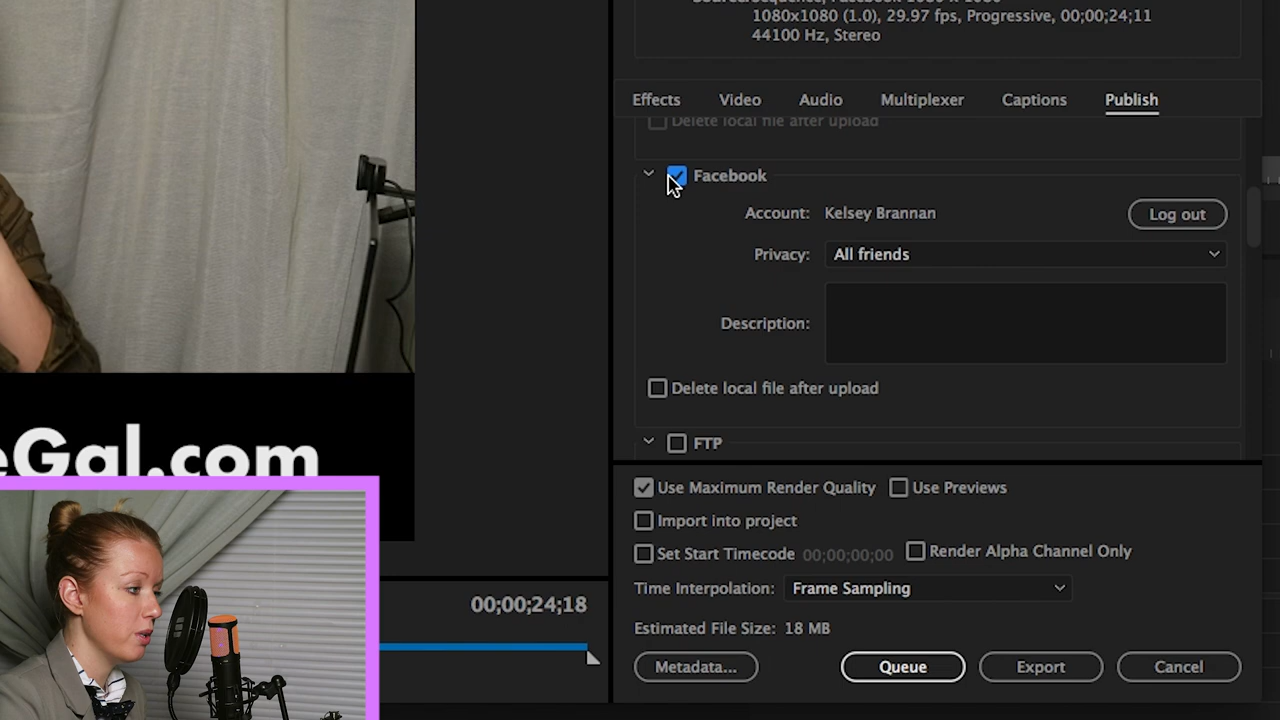 1080x1080 (1.0), 29.97 fps, Progressive, 00;00;24;11
44100 Hz, Stereo
Effects Video Audio Multiplexer Captions Publish
Delete local file after upload
Facebook
Account: Kelsey Brannan Log out
Privacy: All friends
Description:
Delete local file after upload
FTP
eGal.com
Use Maximum Render Quality Use Previews
Import into project
Set Start Timecode 00;00;00;00 Render Alpha Channel Only
Time Interpolation: Frame Sampling
00;00;24;18
Estimated File Size: 18 MB
Metadata... Queue Export Cancel